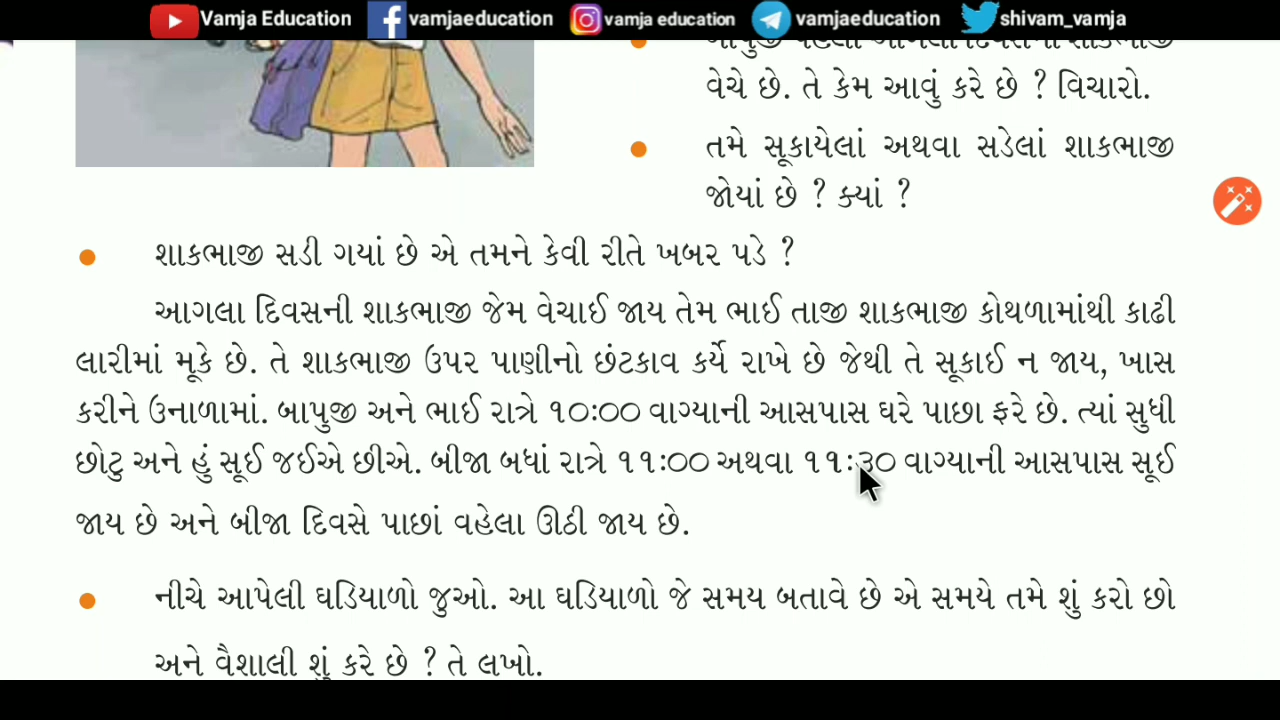 Vamja Education vamjaeducation vamja education vamjaeducation shivam_vamja
વેચે છે. તે કેમ આવું કરે છે ? વિચારો.
તમે સૂકાયેલાં અથવા સડેલાં શાકભાજી
જોયાં છે ? ક્યાં ?
શાકભાજી સડી ગયાં છે એ તમને કેવી રીતે ખબર પડે ?
આગલા દિવસની શાકભાજી જેમ વેચાઈ જાય તેમ ભાઈ તાજી શાકભાજી કોથળામાંથી કાઢી
લારીમાં મૂકે છે. તે શાકભાજી ઉપર પાણીનો છંટકાવ કર્યે રાખે છે જેથી તે સૂકાઈ ન જાય, ખાસ
કરીને ઉનાળામાં. બાપુજી અને ભાઈ રાત્રે ૧૦:૦૦ વાગ્યાની આસપાસ ઘરે પાછા ફરે છે. ત્યાં સુધી
છોટુ અને હું સૂઈ જઈએ છીએ. બીજા બધાં રાત્રે ૧૧:૦૦ અથવા ૧૧:૩૦ વાગ્યાની આસપાસ સૂઈ
જાય છે અને બીજા દિવસે પાછાં વહેલા ઊઠી જાય છે.
નીચે આપેલી ઘડિયાળો જુઓ. આ ઘડિયાળો જે સમય બતાવે છે એ સમયે તમે શું કરો છો
અને વૈશાલી શું કરે છે ? તે લખો.